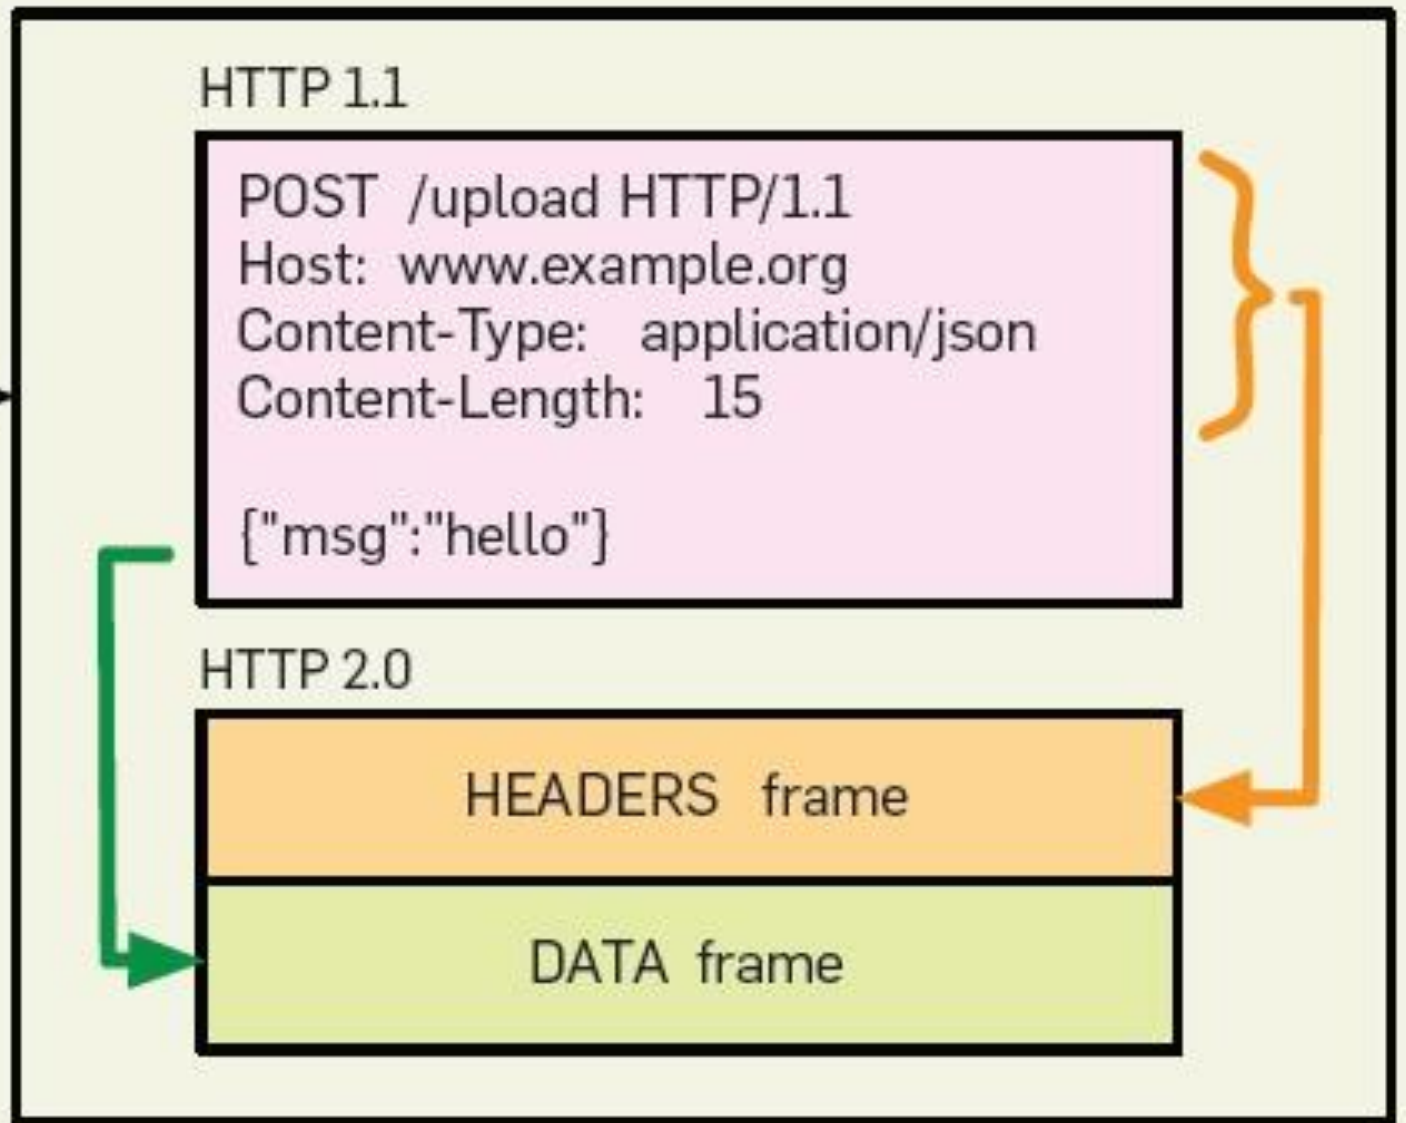 HTTP 1.1
POST /upload HTTP/1.1
Host: www.example.org
Content-Type: application/json
Content-Length: 15
{"msg":"hello"}
HTTP 2.0
HEADERS frame
DATA frame